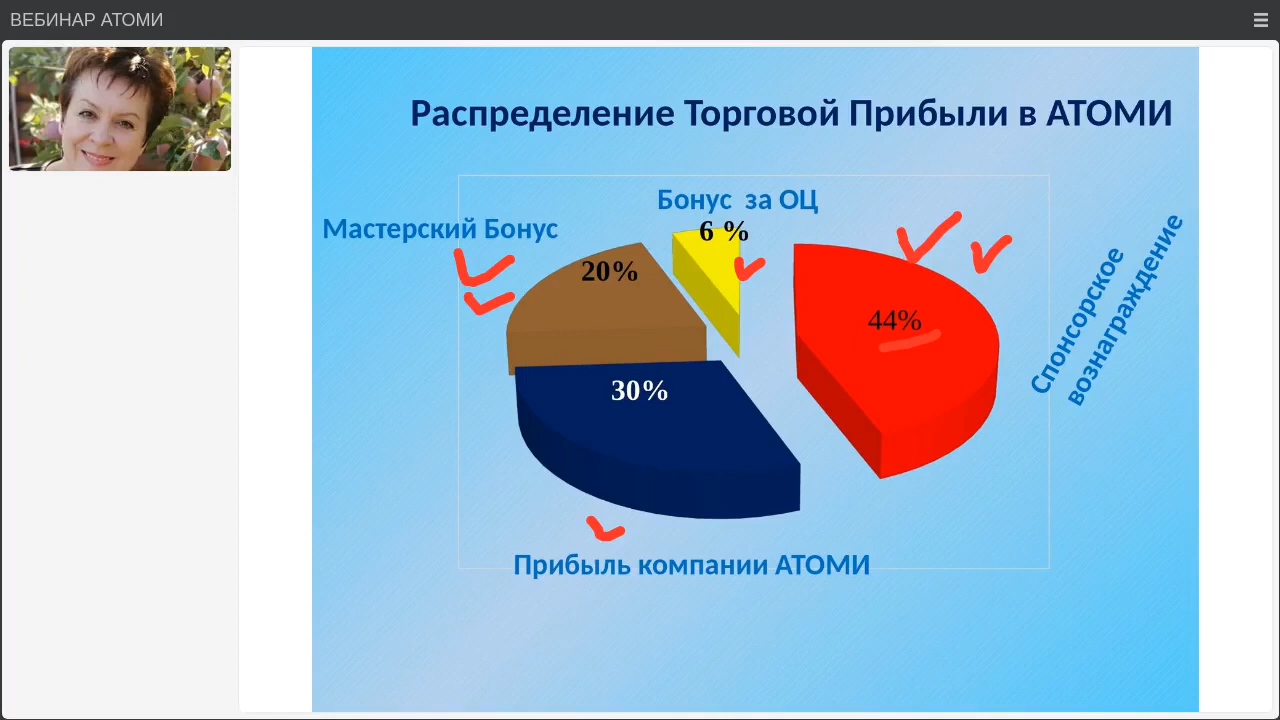 ВЕБИНАР АТОМИ
Распределение Торговой Прибыли в АТОМИ
Бонус за ОЦ
6 %
Мастерский Бонус
20%
44%
Спонсорское
вознаграждение
30%
Прибыль компании АТОМИ